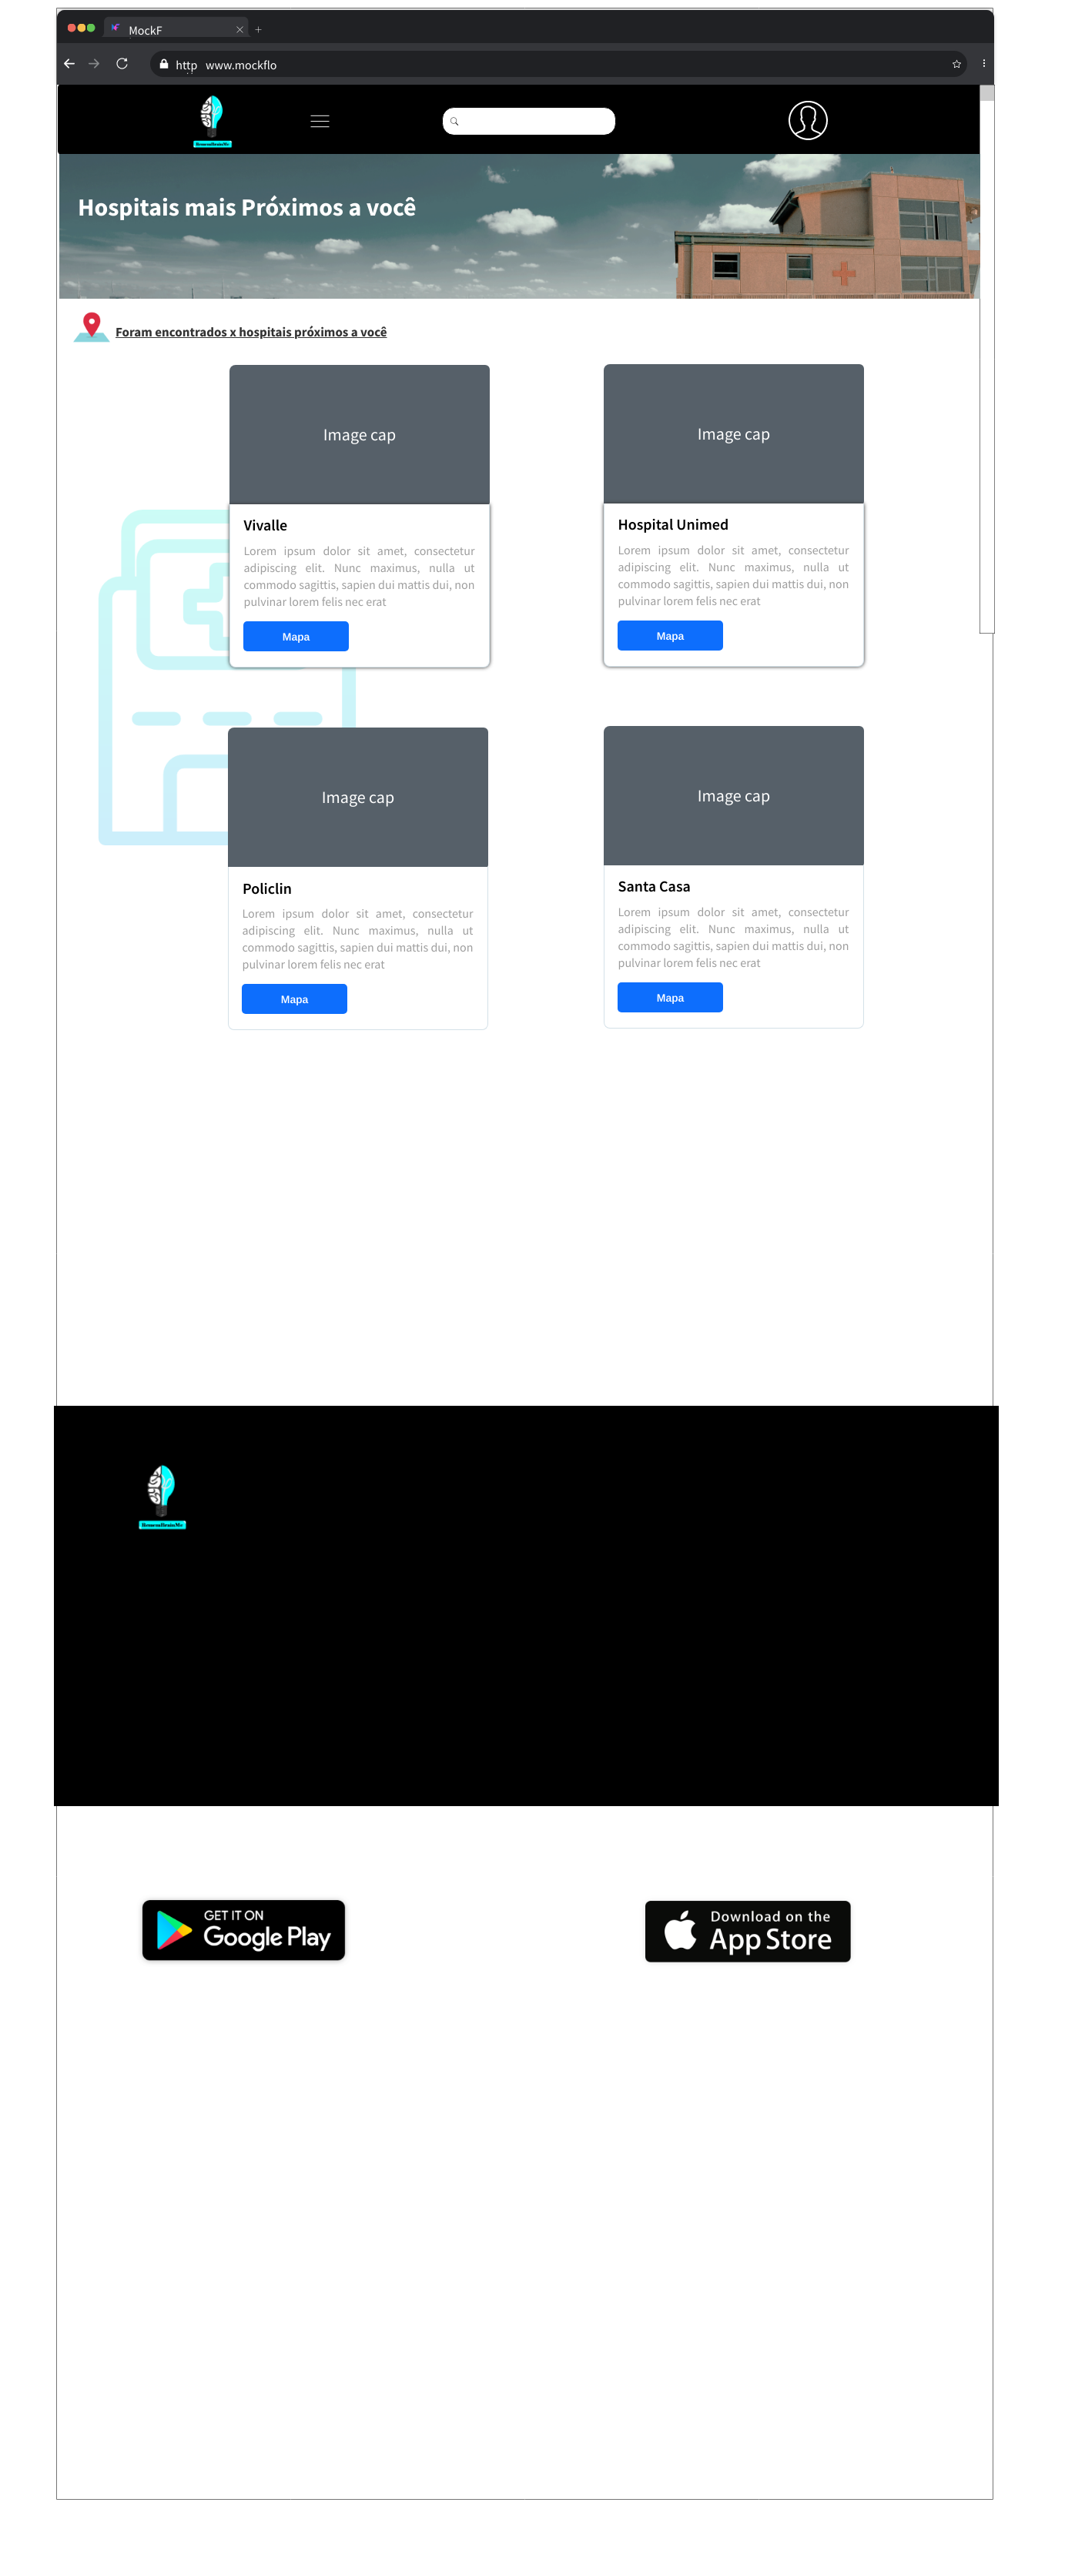 MockF
http www.mockflo
Hospitais mais Próximos a você
Foram encontrados x hospitais próximos a você
Image cap
Image cap
Vivalle
Lorem ipsum dolor sit amet, consectetur
adipiscing elit. Nunc maximus, nulla ut
commodo sagittis, sapien dui mattis dui, non
pulvinar lorem felis nec erat
Mapa
Hospital Unimed
Lorem ipsum dolor sit amet, consectetur
adipiscing elit. Nunc maximus, nulla ut
commodo sagittis, sapien dui mattis dui, non
pulvinar lorem felis nec erat
Mapa
Image cap
Image cap
Policlin
Lorem ipsum dolor sit amet, consectetur
adipiscing elit. Nunc maximus, nulla ut
commodo sagittis, sapien dui mattis dui, non
pulvinar lorem felis nec erat
Mapa
Santa Casa
Lorem ipsum dolor sit amet, consectetur
adipiscing elit. Nunc maximus, nulla ut
commodo sagittis, sapien dui mattis dui, non
pulvinar lorem felis nec erat
Mapa
GET IT ON
Google Play
Download on the
App Store